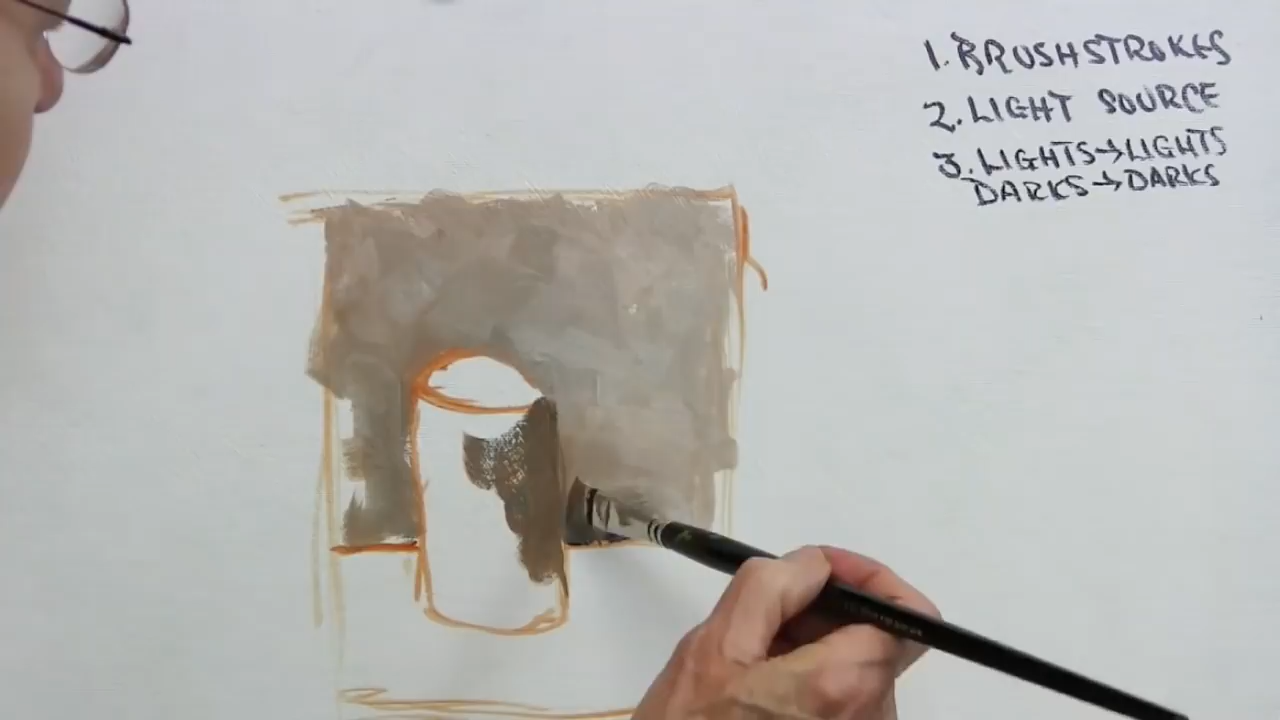 1. BRUSHSTROKES
2. LIGHT SOURCE
3. LIGHTS→LIGHTS
DARKS→DARKS